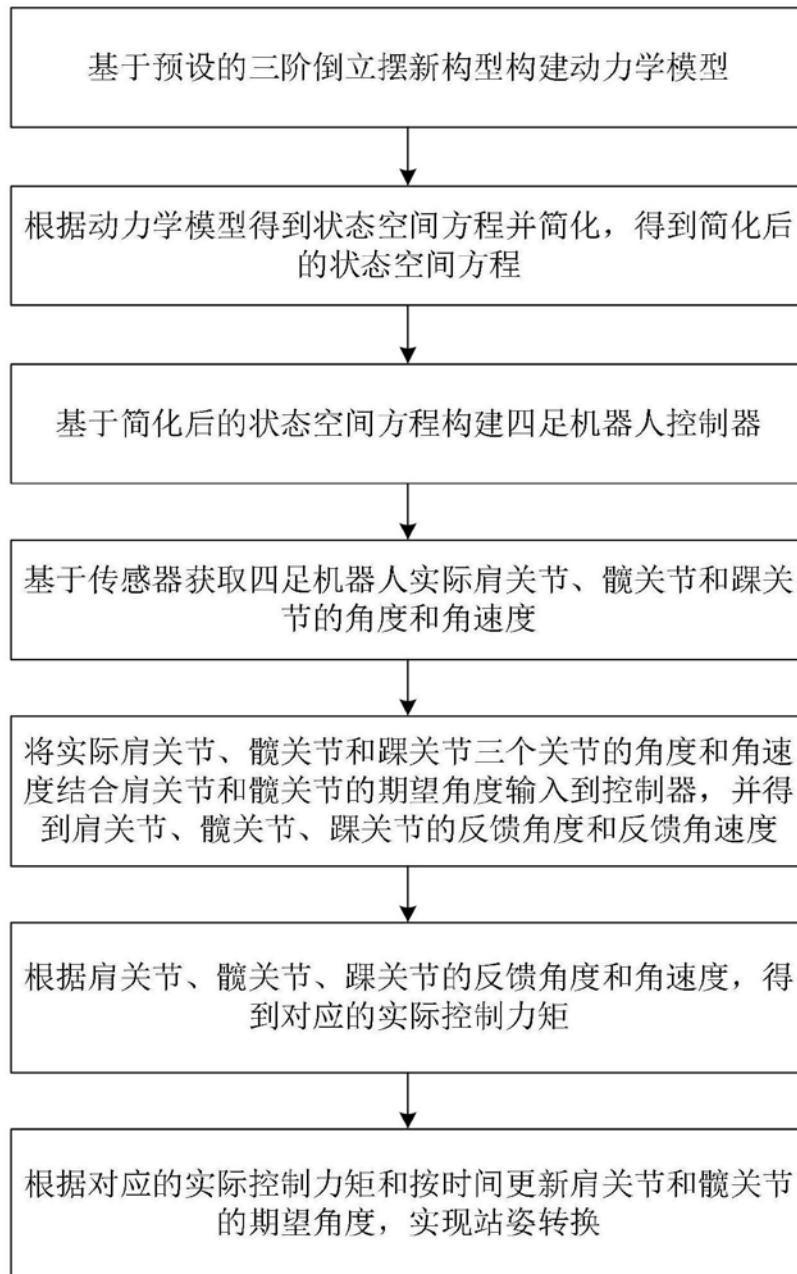 基于预设的三阶倒立摆新构型构建动力学模型
根据动力学模型得到状态空间方程并简化，得到简化后
的状态空间方程
基于简化后的状态空间方程构建四足机器人控制器
基于传感器获取四足机器人实际肩关节、髋关节和踝关
节的角度和角速度
将实际肩关节、髋关节和踝关节三个关节的角度和角速
度结合肩关节和髋关节的期望角度输入到控制器，并得
到肩关节、髋关节、踝关节的反馈角度和反馈角速度
根据肩关节、髋关节、踝关节的反馈角度和角速度，得
到对应的实际控制力矩
根据对应的实际控制力矩和按时间更新肩关节和髋关节
的期望角度，实现站姿转换